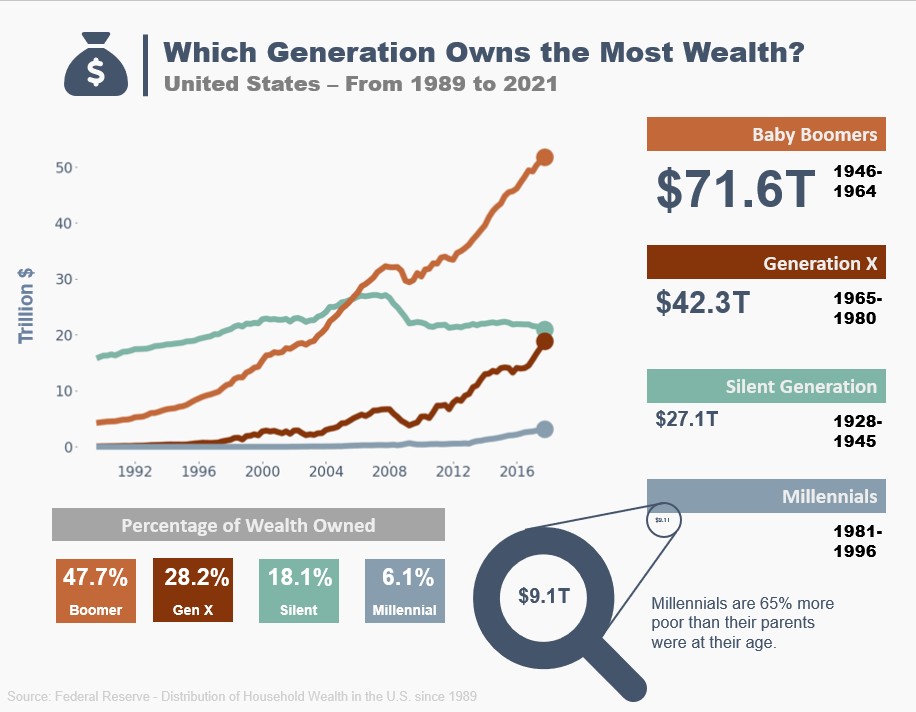 $
Which Generation Owns the Most Wealth?
United States – From 1989 to 2021
Trillion $
50
40
30
20
10
0
1992 1996 2000 2004 2008 2012 2016
Baby Boomers
$71.6T
1946-
1964
Generation X
$42.3T
1965-
1980
Silent Generation
$27.1T
1928-
1945
Millennials
$9.1T
1981-
1996
Percentage of Wealth Owned
47.7% 28.2% 18.1% 6.1%
Boomer Gen X Silent Millennial
$9.1T
Millennials are 65% more
poor than their parents
were at their age.
Source: Federal Reserve - Distribution of Household Wealth in the U.S. since 1989